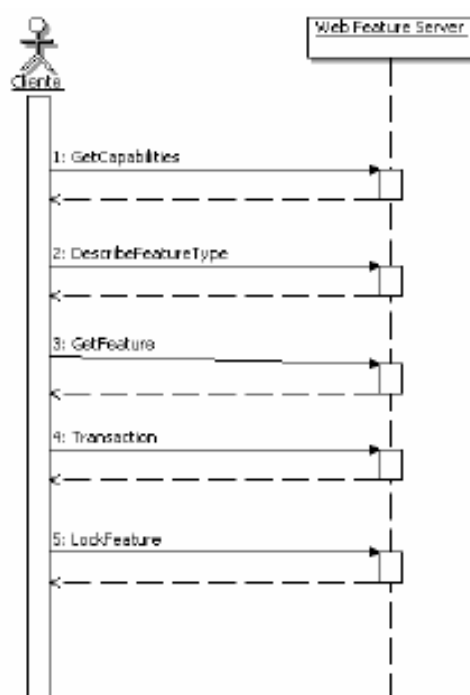 Web Feature Server
Cliente
1: GetCapabilities
2: DescribeFeatureType
3: GetFeature
4: Transaction
5: LockFeature